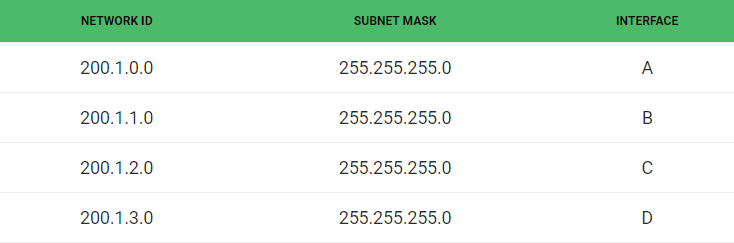 NETWORK ID SUBNET MASK INTERFACE
200.1.0.0 255.255.255.0 A
200.1.1.0 255.255.255.0 B
200.1.2.0 255.255.255.0 C
200.1.3.0 255.255.255.0 D